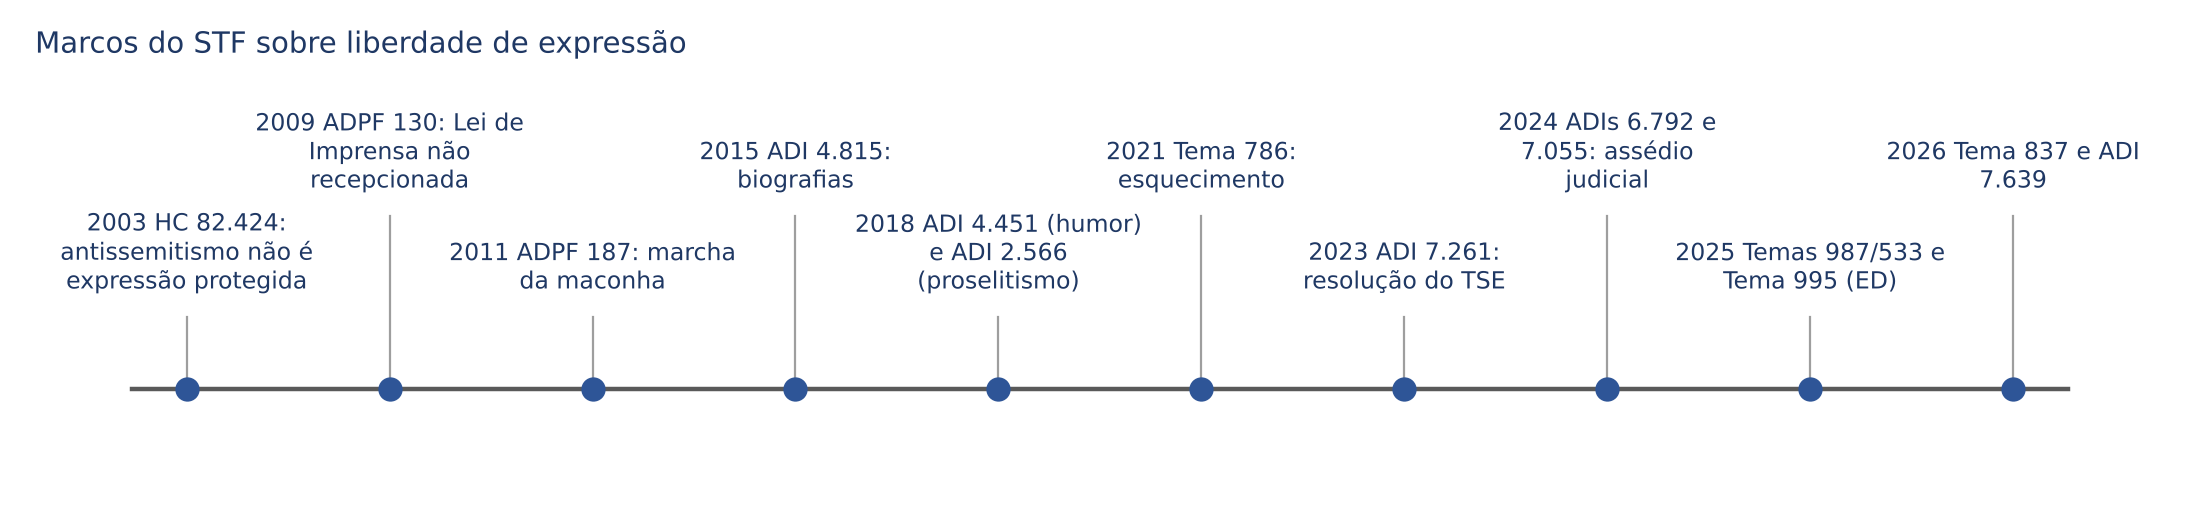 Marcos do STF sobre liberdade de expressão
2003 HC 82.424:
antissemitismo não é
expressão protegida
2009 ADPF 130: Lei de
Imprensa não
recepcionada
2011 ADPF 187: marcha
da maconha
2015 ADI 4.815:
biografias
2018 ADI 4.451 (humor)
e ADI 2.566
(proselitismo)
2021 Tema 786:
esquecimento
2023 ADI 7.261:
resolução do TSE
2024 ADIs 6.792 e
7.055: assédio
judicial
2025 Temas 987/533 e
Tema 995 (ED)
2026 Tema 837 e ADI
7.639